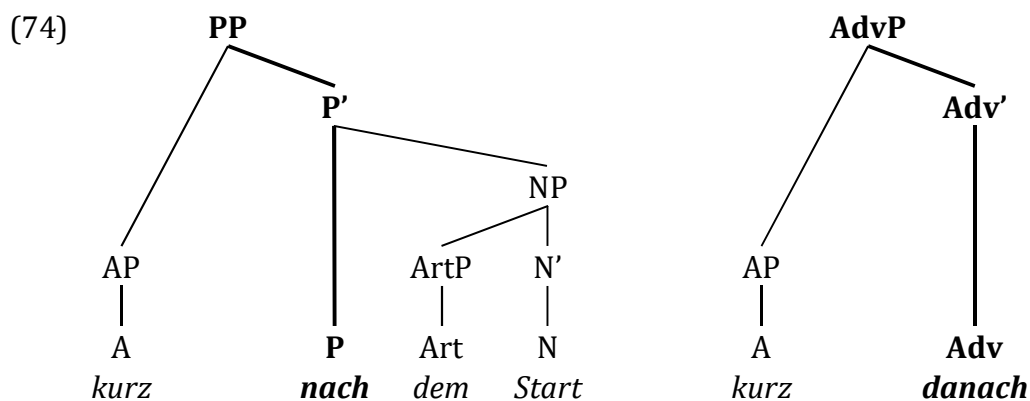 (74) PP AdvP
P’ Adv’
NP
AP ArtP N’ AP
A P Art N A Adv
kurz nach dem Start kurz danach